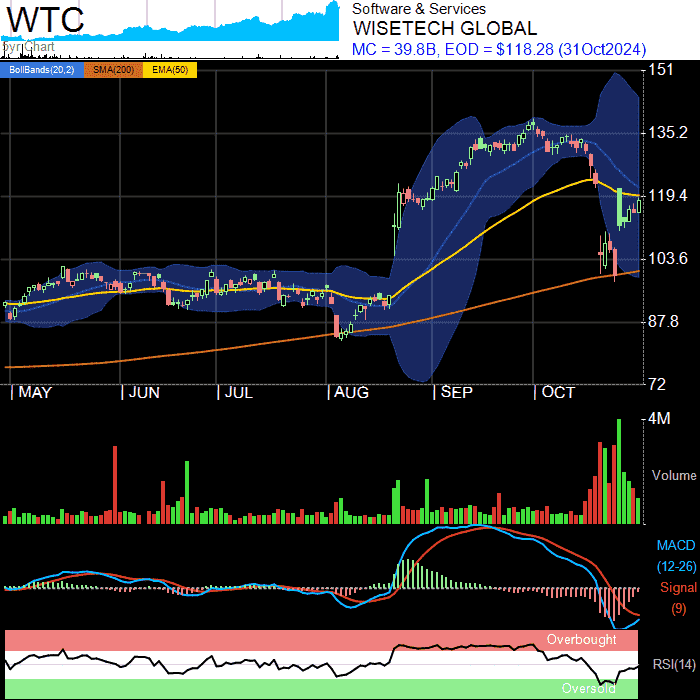 WTC
byr Chart
Software & Services
WISETECH GLOBAL
MC = 39.8B, EOD = $118.28 (31Oct2024)
BollBands(20,2) SMA(200) EMA(50)
151
135.2
119.4
103.6
87.8
72
MAY JUN JUL AUG SEP OCT
4M
Volume
MACD
(12-26)
Signal
(9)
Overbought
RSI(14)
Oversold